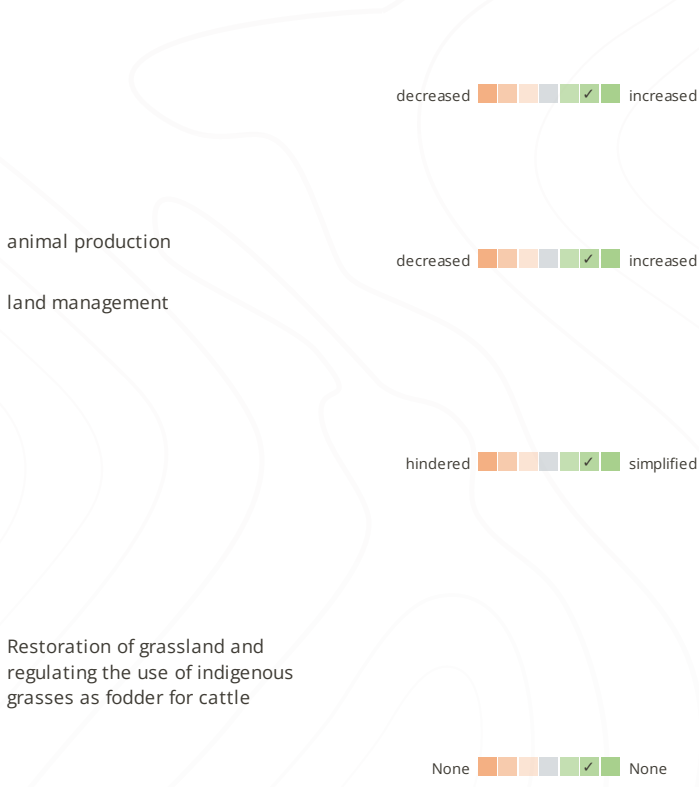 decreased ✓ increased
animal production
decreased ✓ increased
land management
hindered ✓ simplified
Restoration of grassland and
regulating the use of indigenous
grasses as fodder for cattle
None ✓ None